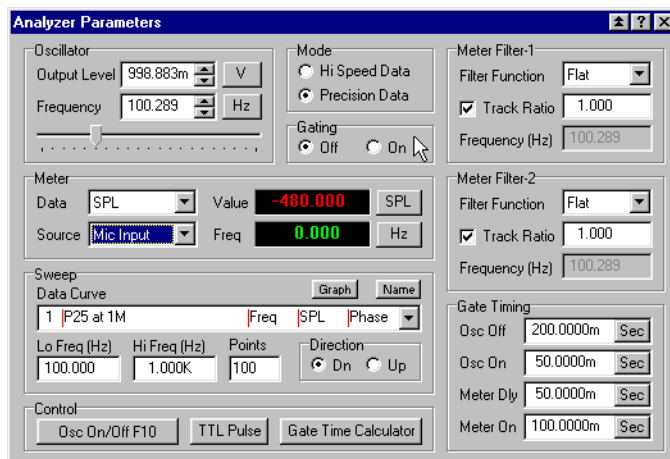 Analyzer Parameters
Oscillator
Output Level 998.883m V
Frequency 100.289 Hz
Mode
Hi Speed Data
Precision Data
Gating
Off On
Meter Filter-1
Filter Function Flat
Track Ratio 1.000
Frequency (Hz) 100.289
Meter
Data SPL Value -480.000 SPL
Source Mic Input Freq 0.000 Hz
Meter Filter-2
Filter Function Flat
Track Ratio 1.000
Frequency (Hz) 100.289
Sweep
Graph Name
Data Curve
1 P25 at 1M Freq SPL Phase
Lo Freq (Hz) Hi Freq (Hz) Points
100.000 1.000K 100
Direction
Dn Up
Gate Timing
Osc Off 200.0000m Sec
Osc On 50.0000m Sec
Meter Dly 50.0000m Sec
Meter On 100.0000m Sec
Control
Osc On/Off F10 TTL Pulse Gate Time Calculator